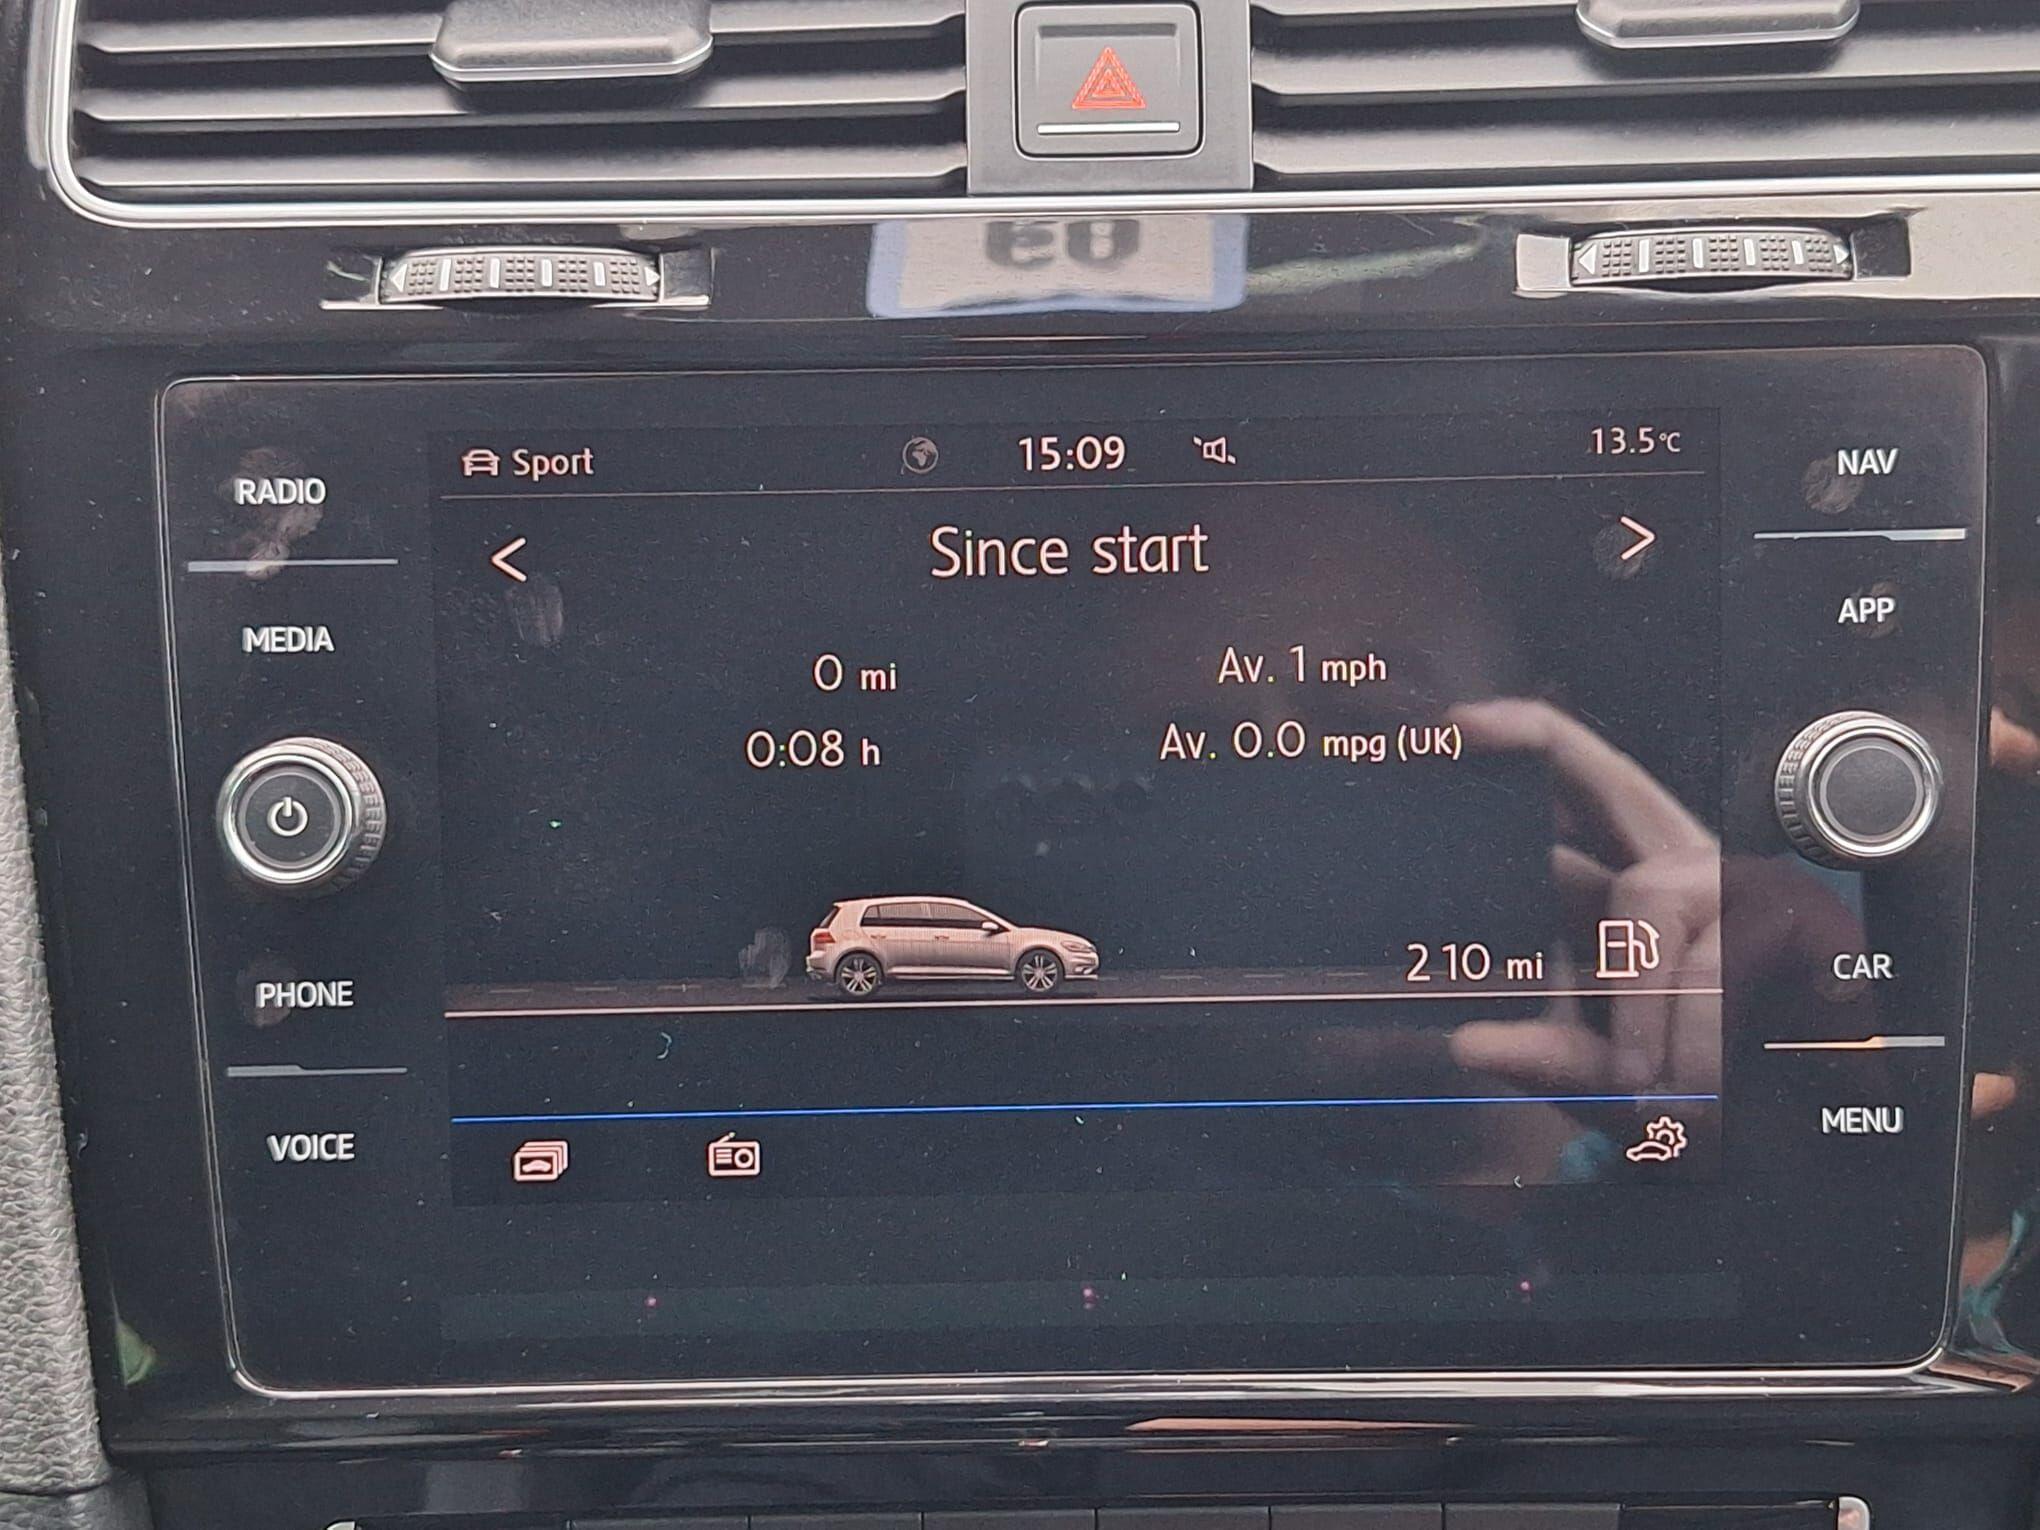 RADIO
MEDIA
PHONE
VOICE
Sport
15:09
13.5°C
Since start
0 mi
Av. 1 mph
0:08 h
Av. 0.0 mpg (UK)
210 mi
NAV
APP
CAR
MENU